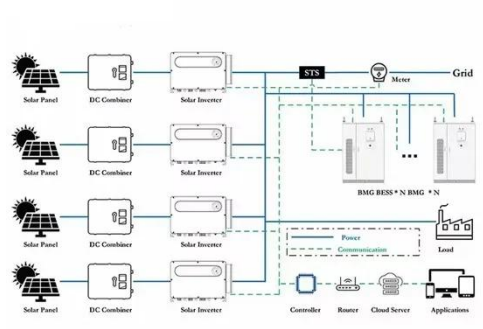 STS
Meter
Grid
Solar Panel
DC Combiner
Solar Inverter
Solar Panel
DC Combiner
Solar Inverter
BMG BESS * N BMG * N
Solar Panel
DC Combiner
Solar Inverter
Power
Communication
Load
Solar Panel
DC Combiner
Solar Inverter
Controller
Router
Cloud Server
Applications